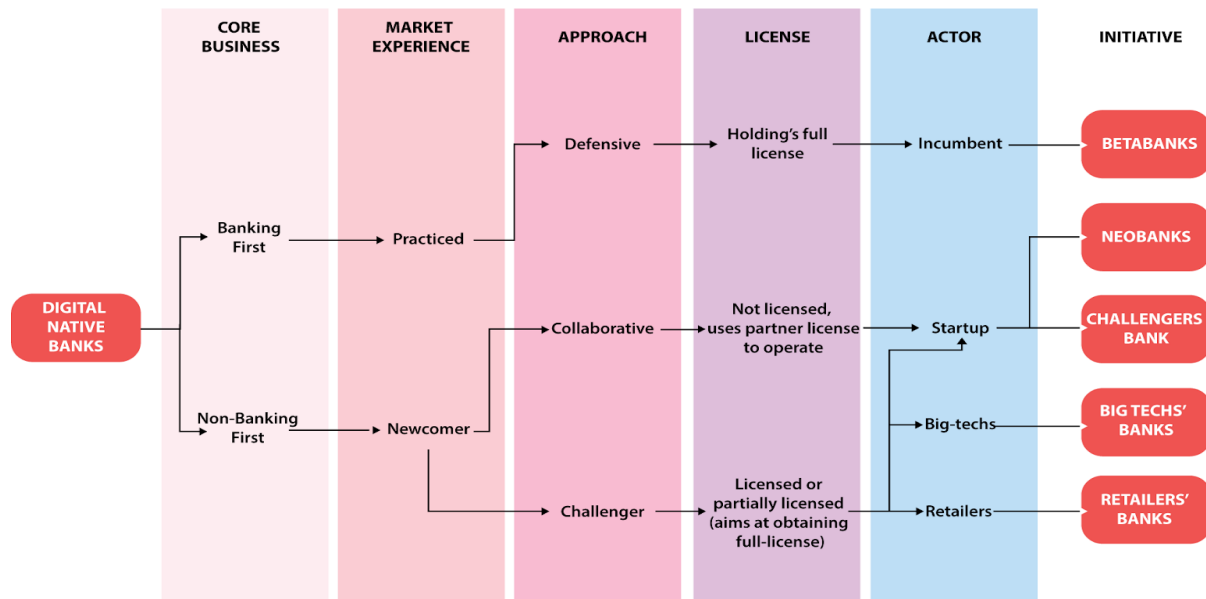 CORE
BUSINESS
MARKET
EXPERIENCE
APPROACH
LICENSE
ACTOR
INITIATIVE
DIGITAL
NATIVE
BANKS
Banking
First
Non-Banking
First
Practiced
Newcomer
Defensive
Collaborative
Challenger
Holding's full
license
Not licensed,
uses partner license
to operate
Licensed or
partially licensed
(aims at obtaining
full-license)
Incumbent
Startup
Big-techs
Retailers
BETABANKS
NEOBANKS
CHALLENGERS
BANK
BIG TECHS'
BANKS
RETAILERS'
BANKS